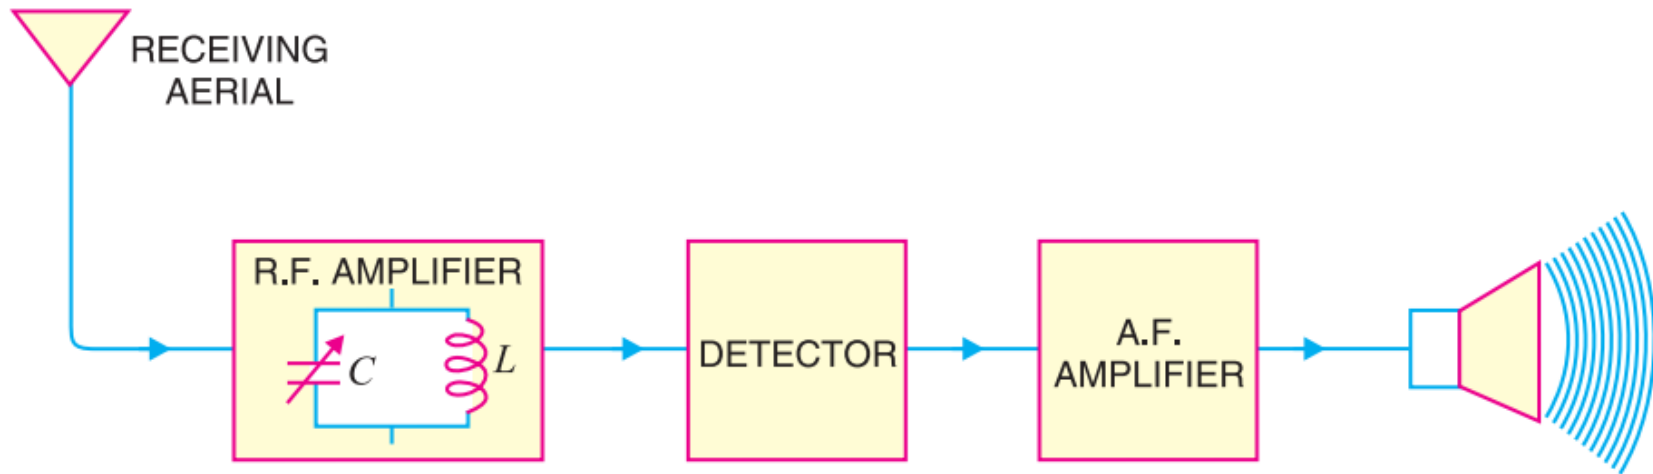 RECEIVING
AERIAL
R.F. AMPLIFIER
C
L
DETECTOR
A.F.
AMPLIFIER